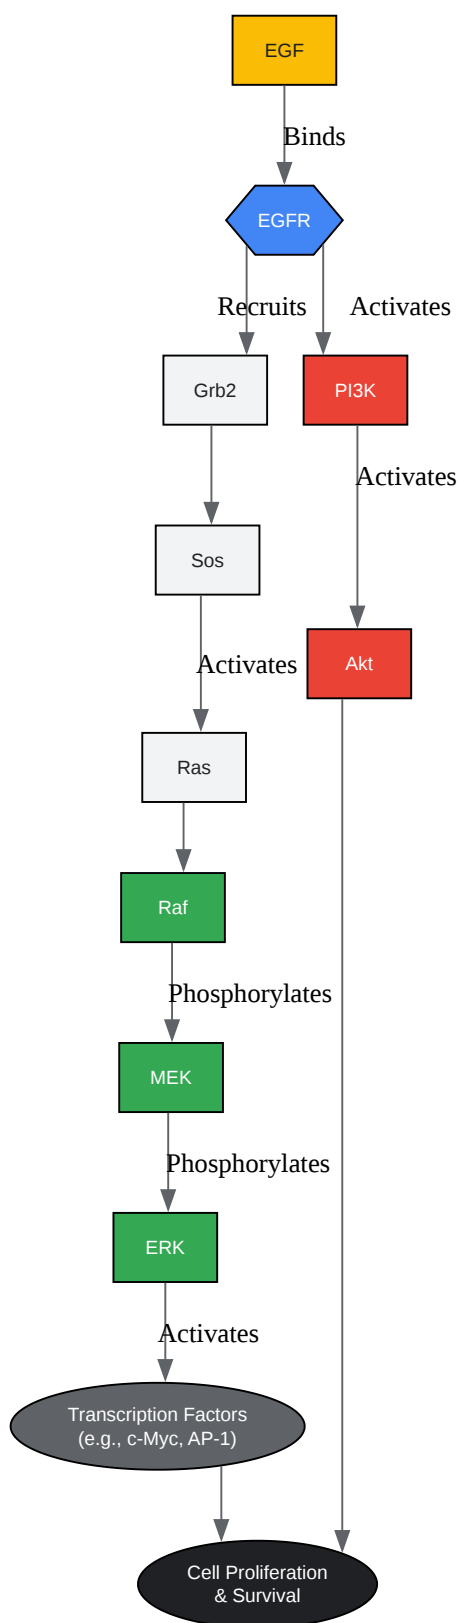 EGF
Binds
EGFR
Recruits
Activates
Grb2
PI3K
Activates
Sos
Activates
Akt
Ras
Raf
Phosphorylates
MEK
Phosphorylates
ERK
Activates
Transcription Factors
(e.g., c-Myc, AP-1)
Cell Proliferation
& Survival